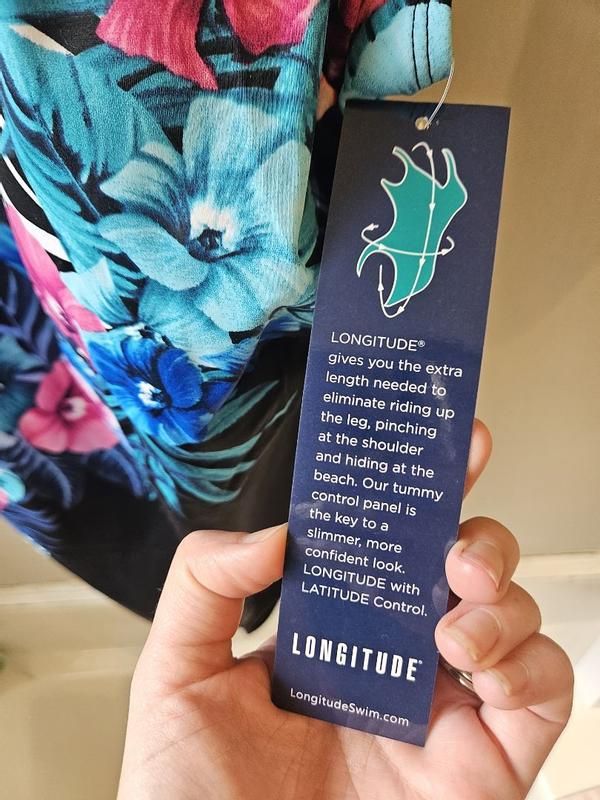 LONGITUDE®
gives you the extra
length needed to
eliminate riding up
the leg, pinching
at the shoulder
and hiding at the
beach. Our tummy
control panel is
the key to a
slimmer, more
confident look.
LONGITUDE with
LATITUDE Control.
LONGITUDE®
LongitudeSwim.com